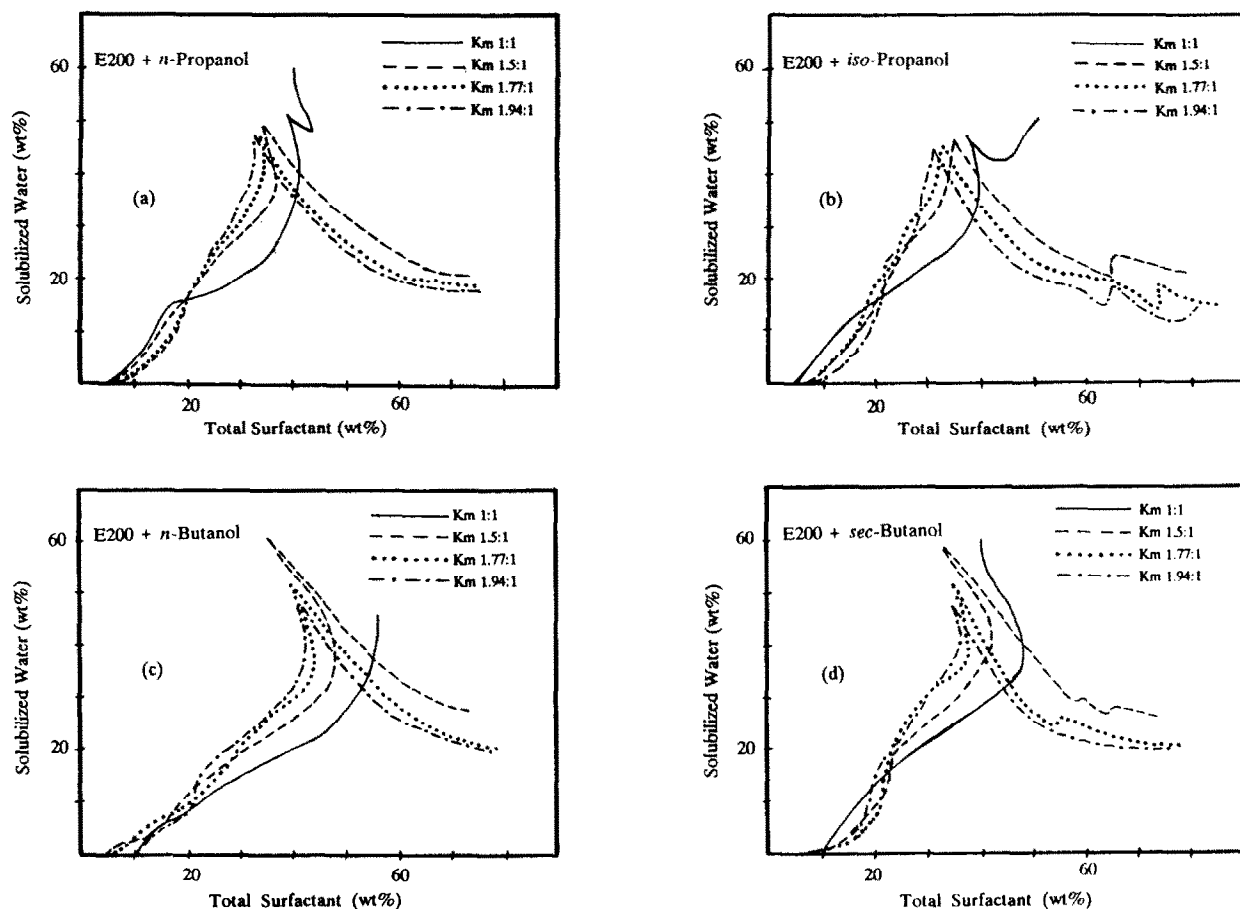 E200 + n-Propanol
Km 1:1
Km 1.5:1
Km 1.77:1
Km 1.94:1
60
20
(a)
Solubilized Water (wt%)
20
60
Total Surfactant (wt%)
E200 + iso-Propanol
Km 1:1
Km 1.5:1
Km 1.77:1
Km 1.94:1
60
20
(b)
Solubilized Water (wt%)
20
60
Total Surfactant (wt%)
E200 + n-Butanol
Km 1:1
Km 1.5:1
Km 1.77:1
Km 1.94:1
60
20
(c)
Solubilized Water (wt%)
20
60
Total Surfactant (wt%)
E200 + sec-Butanol
Km 1:1
Km 1.5:1
Km 1.77:1
Km 1.94:1
60
20
(d)
Solubilized Water (wt%)
20
60
Total Surfactant (wt%)